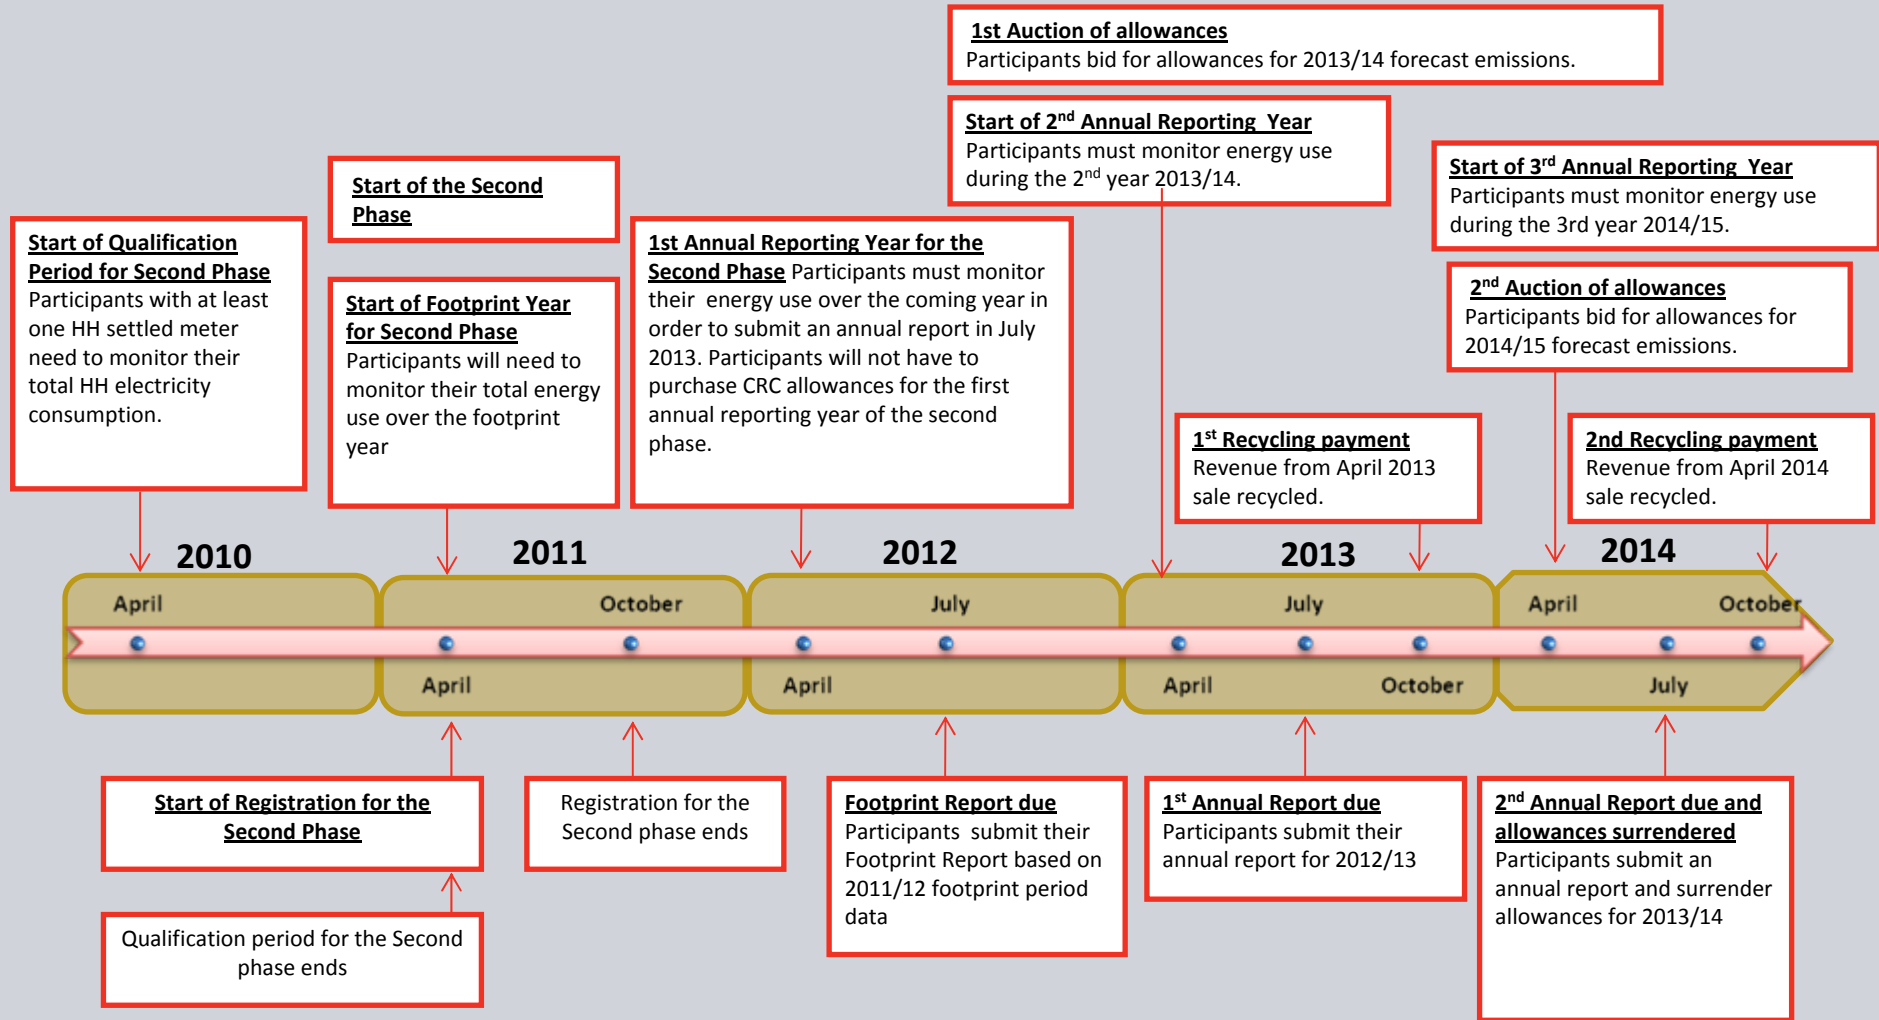 1st Auction of allowances
Participants bid for allowances for 2013/14 forecast emissions.
Start of 2nd Annual Reporting Year
Participants must monitor energy use
during the 2nd year 2013/14.
Start of 3rd Annual Reporting Year
Participants must monitor energy use
during the 3rd year 2014/15.
Start of the Second
Phase
Start of Qualification
Period for Second Phase
Participants with at least
one HH settled meter
need to monitor their
total HH electricity
consumption.
Start of Footprint Year
for Second Phase
Participants will need to
monitor their total energy
use over the footprint
year
1st Annual Reporting Year for the
Second Phase Participants must monitor
their energy use over the coming year in
order to submit an annual report in July
2013. Participants will not have to
purchase CRC allowances for the first
annual reporting year of the second
phase.
2nd Auction of allowances
Participants bid for allowances for
2014/15 forecast emissions.
1st Recycling payment
Revenue from April 2013
sale recycled.
2nd Recycling payment
Revenue from April 2014
sale recycled.
2010
2011
2012
2013
2014
April
October
July
July
April
October
April
April
April
October
July
Start of Registration for the
Second Phase
Registration for the
Second phase ends
Footprint Report due
Participants submit their
Footprint Report based on
2011/12 footprint period
data
1st Annual Report due
Participants submit their
annual report for 2012/13
2nd Annual Report due and
allowances surrendered
Participants submit an
annual report and surrender
allowances for 2013/14
Qualification period for the Second
phase ends